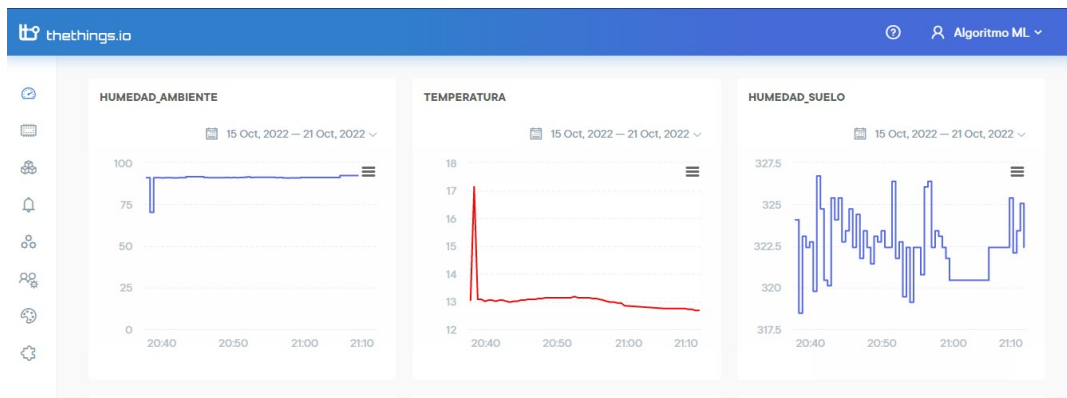 thethings.io
Algoritmo ML
HUMEDAD_AMBIENTE
15 Oct, 2022 — 21 Oct, 2022
100
75
50
25
0
20:40 20:50 21:00 21:10
TEMPERATURA
15 Oct, 2022 — 21 Oct, 2022
18
17
16
15
14
13
12
20:40 20:50 21:00 21:10
HUMEDAD_SUELO
15 Oct, 2022 — 21 Oct, 2022
327.5
325
322.5
320
317.5
20:40 20:50 21:00 21:10